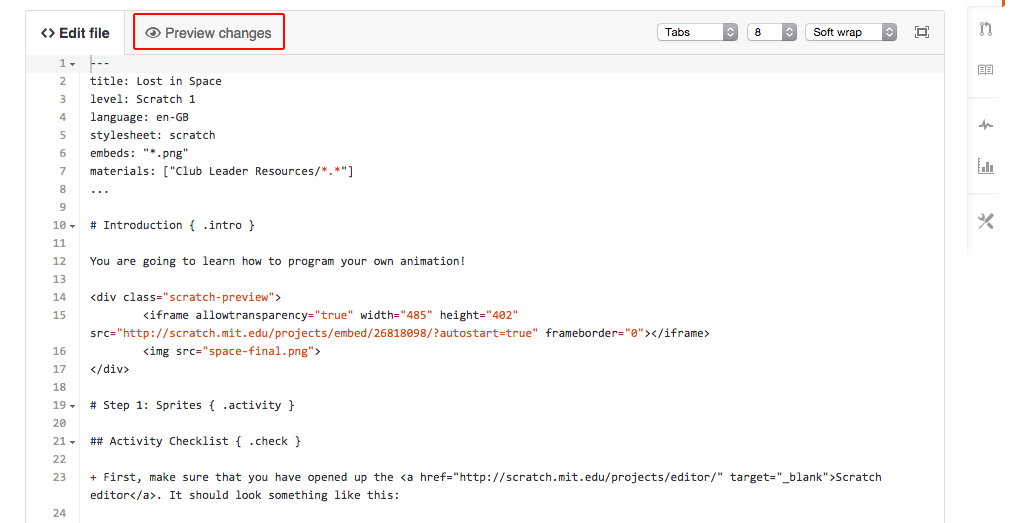 <> Edit file
Preview changes
Tabs
8
Soft wrap
1 ---
2 title: Lost in Space
3 level: Scratch 1
4 language: en-GB
5 stylesheet: scratch
6 embeds: "*.png"
7 materials: ["Club Leader Resources/*.*"]
8 ...
9
10 # Introduction { .intro }
11
12 You are going to learn how to program your own animation!
13
14 <div class="scratch-preview">
15 <iframe allowtransparency="true" width="485" height="402"
src="http://scratch.mit.edu/projects/embed/26818098/?autostart=true" frameborder="0"></iframe>
16 <img src="space-final.png">
17 </div>
18
19 # Step 1: Sprites { .activity }
20
21 ## Activity Checklist { .check }
22
23 + First, make sure that you have opened up the <a href="http://scratch.mit.edu/projects/editor/" target="_blank">Scratch
editor</a>. It should look something like this:
24